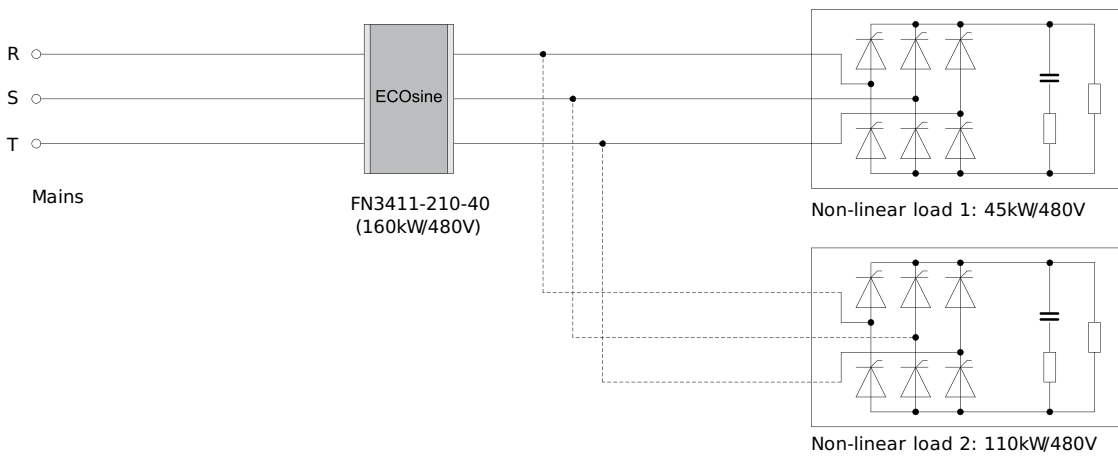 R
S
T
Mains
ECOsine
FN3411-210-40
(160kW/480V)
Non-linear load 1: 45kW/480V
Non-linear load 2: 110kW/480V